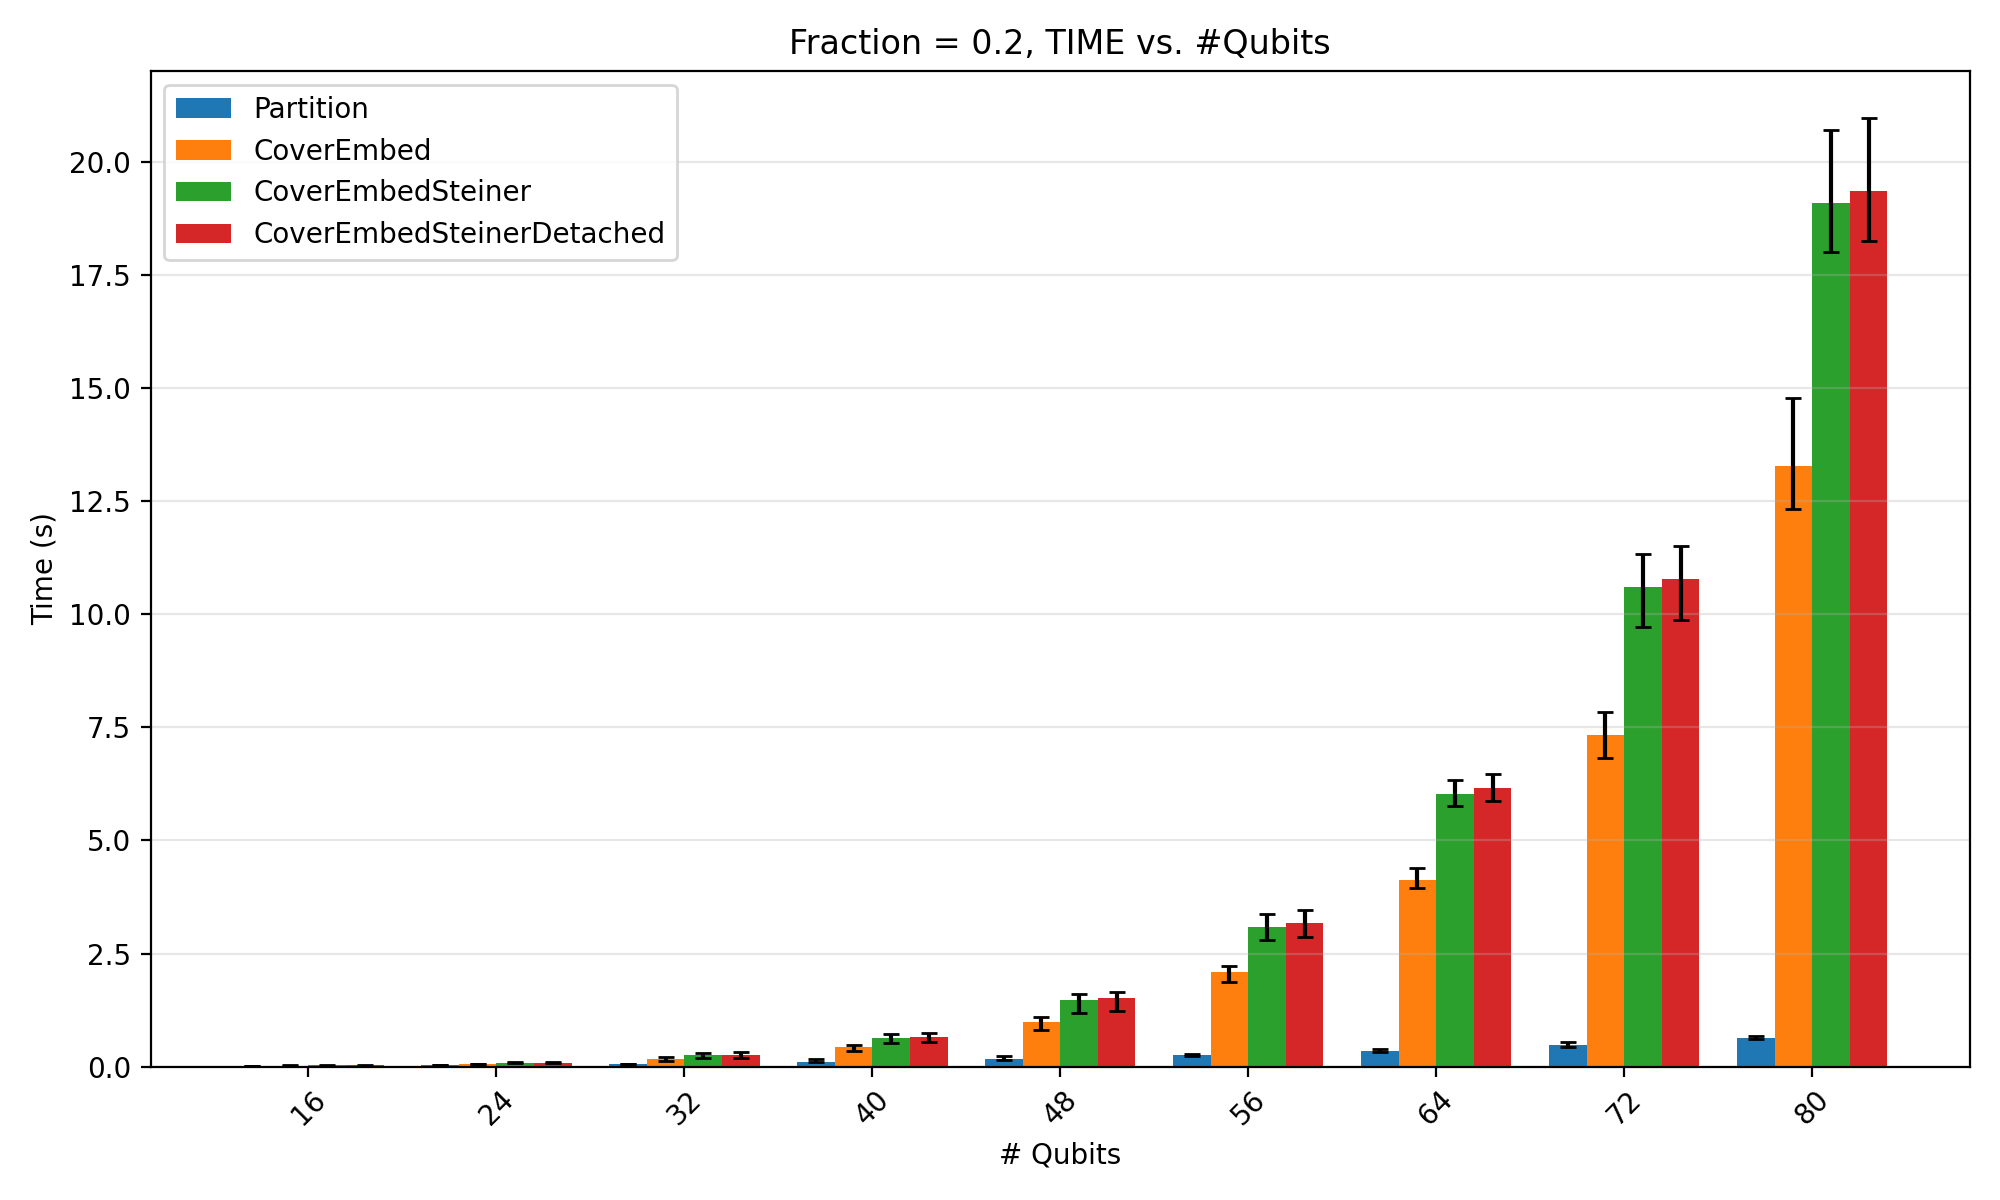 Fraction = 0.2, TIME vs. #Qubits
Partition
CoverEmbed
CoverEmbedSteiner
CoverEmbedSteinerDetached
Time (s)
20.0
17.5
15.0
12.5
10.0
7.5
5.0
2.5
0.0
16 24 32 40 48 56 64 72 80
# Qubits